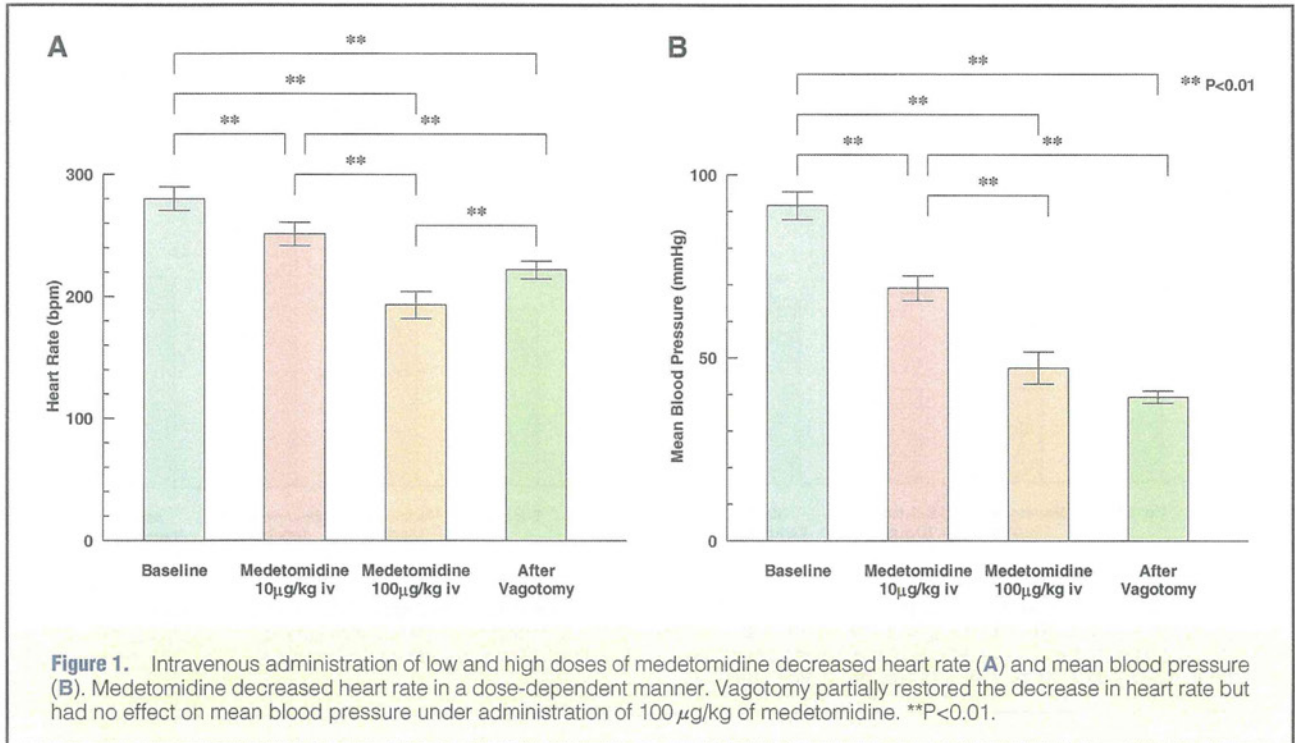 A
**
**
**
**
**
**
300
200
100
0
Heart Rate (bpm)
Baseline
Medetomidine
10μg/kg iv
Medetomidine
100μg/kg iv
After
Vagotomy
B
**
** P<0.01
**
**
**
**
100
50
0
Mean Blood Pressure (mmHg)
Baseline
Medetomidine
10μg/kg iv
Medetomidine
100μg/kg iv
After
Vagotomy
Figure 1. Intravenous administration of low and high doses of medetomidine decreased heart rate (A) and mean blood pressure
(B). Medetomidine decreased heart rate in a dose-dependent manner. Vagotomy partially restored the decrease in heart rate but
had no effect on mean blood pressure under administration of 100 μg/kg of medetomidine. **P<0.01.